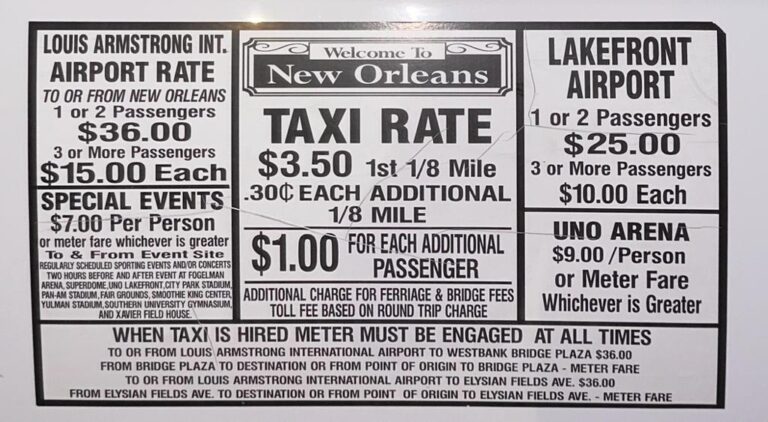 LOUIS ARMSTRONG INT.
AIRPORT RATE
TO OR FROM NEW ORLEANS
1 or 2 Passengers
$36.00
3 or More Passengers
$15.00 Each
SPECIAL EVENTS
$7.00 Per Person
or meter fare whichever is greater
To & From Event Site
REGULARLY SCHEDULED SPORTING EVENTS AND/OR CONCERTS
TWO HOURS BEFORE AND AFTER EVENT AT FOGELMAN
ARENA, SUPERDOME, UNO LAKEFRONT, CITY PARK STADIUM,
PAN-AM STADIUM, FAIR GROUNDS, SMOOTHIE KING CENTER,
YULMAN STADIUM, SOUTHERN UNIVERSITY GYMNASIUM,
AND XAVIER FIELD HOUSE.
Welcome To
New Orleans
TAXI RATE
$3.50 1st 1/8 Mile
.30¢ EACH ADDITIONAL
1/8 MILE
$1.00 FOR EACH ADDITIONAL
PASSENGER
ADDITIONAL CHARGE FOR FERRIAGE & BRIDGE FEES
TOLL FEE BASED ON ROUND TRIP CHARGE
LAKEFRONT
AIRPORT
1 or 2 Passengers
$25.00
3 or More Passengers
$10.00 Each
UNO ARENA
$9.00 /Person
or Meter Fare
Whichever is Greater
WHEN TAXI IS HIRED METER MUST BE ENGAGED AT ALL TIMES
TO OR FROM LOUIS ARMSTRONG INTERNATIONAL AIRPORT TO WESTBANK BRIDGE PLAZA $36.00
FROM BRIDGE PLAZA TO DESTINATION OR FROM POINT OF ORIGIN TO BRIDGE PLAZA - METER FARE
TO OR FROM LOUIS ARMSTRONG INTERNATIONAL AIRPORT TO ELYSIAN FIELDS AVE. $36.00
FROM ELYSIAN FIELDS AVE. TO DESTINATION OR FROM POINT OF ORIGIN TO ELYSIAN FIELDS AVE. - METER FARE